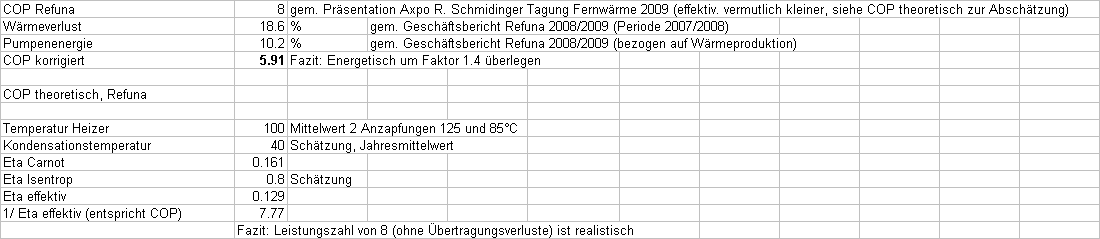 COP Refuna 8 gem. Präsentation Axpo R. Schmidinger Tagung Fernwärme 2009 (effektiv. vermutlich kleiner, siehe COP theoretisch zur Abschätzung)
Wärmeverlust 18.6 % gem. Geschäftsbericht Refuna 2008/2009 (Periode 2007/2008)
Pumpenenergie 10.2 % gem. Geschäftsbericht Refuna 2008/2009 (bezogen auf Wärmeproduktion)
COP korrigiert 5.91 Fazit: Energetisch um Faktor 1.4 überlegen
COP theoretisch, Refuna
Temperatur Heizer 100 Mittelwert 2 Anzapfungen 125 und 85°C
Kondensationstemperatur 40 Schätzung, Jahresmittelwert
Eta Carnot 0.161
Eta Isentrop 0.8 Schätzung
Eta effektiv 0.129
1/ Eta effektiv (entspricht COP) 7.77
Fazit: Leistungszahl von 8 (ohne Übertragungsverluste) ist realistisch